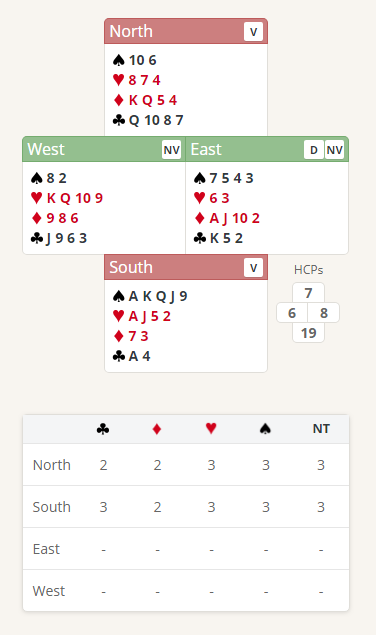 North V
♠ 10 6
♥ 8 7 4
♦ K Q 5 4
♣ Q 10 8 7
West NV
♠ 8 2
♥ K Q 10 9
♦ 9 8 6
♣ J 9 6 3
East D NV
♠ 7 5 4 3
♥ 6 3
♦ A J 10 2
♣ K 5 2
South V
♠ A K Q J 9
♥ A J 5 2
♦ 7 3
♣ A 4
HCPs
7
6 8
19
♣ ♦ ♥ ♠ NT
North 2 2 3 3 3
South 3 2 3 3 3
East - - - - -
West - - - - -